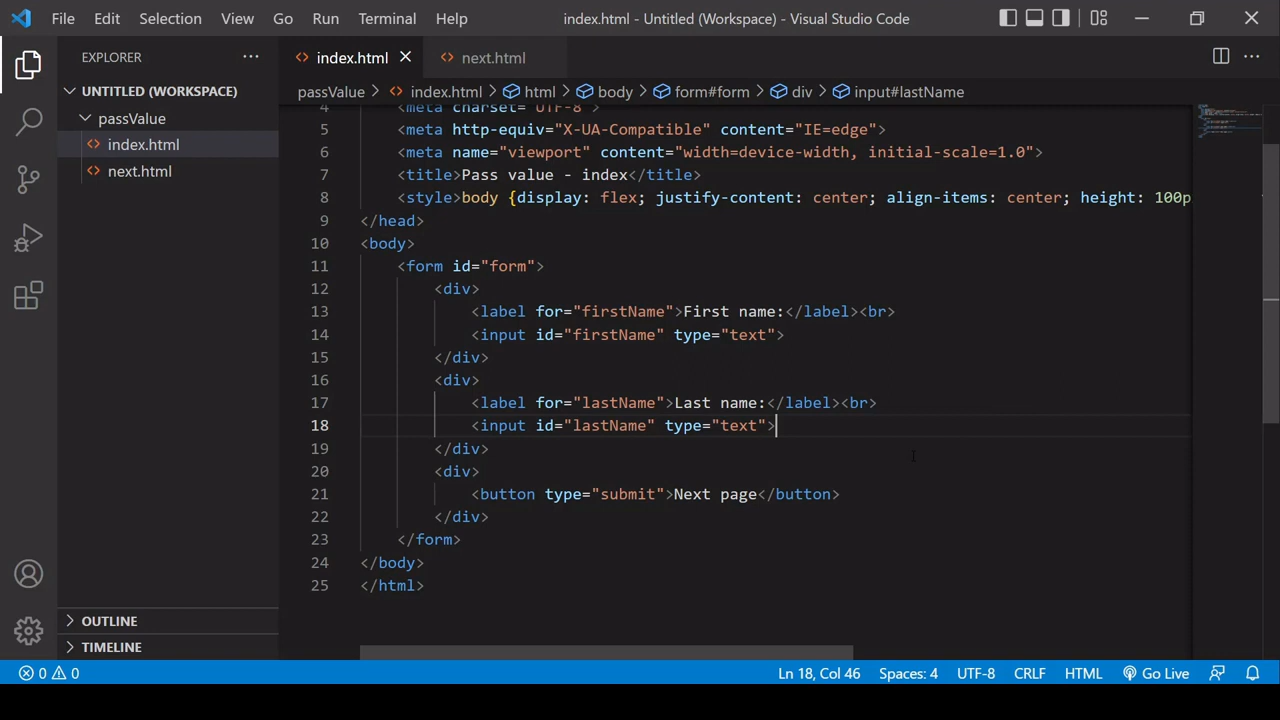 File Edit Selection View Go Run Terminal Help index.html - Untitled (Workspace) - Visual Studio Code
EXPLORER
index.html
next.html
UNTITLED (WORKSPACE)
passValue
index.html
next.html
passValue > index.html > html > body > form#form > div > input#lastName
4 <meta charset="UTF-8">
5 <meta http-equiv="X-UA-Compatible" content="IE=edge">
6 <meta name="viewport" content="width=device-width, initial-scale=1.0">
7 <title>Pass value - index</title>
8 <style>body {display: flex; justify-content: center; align-items: center; height: 100p
9 </head>
10 <body>
11 <form id="form">
12 <div>
13 <label for="firstName">First name:</label><br>
14 <input id="firstName" type="text">
15 </div>
16 <div>
17 <label for="lastName">Last name:</label><br>
18 <input id="lastName" type="text">
19 </div>
20 <div>
21 <button type="submit">Next page</button>
22 </div>
23 </form>
24 </body>
25 </html>
OUTLINE
TIMELINE
0 0 Ln 18, Col 46 Spaces: 4 UTF-8 CRLF HTML Go Live